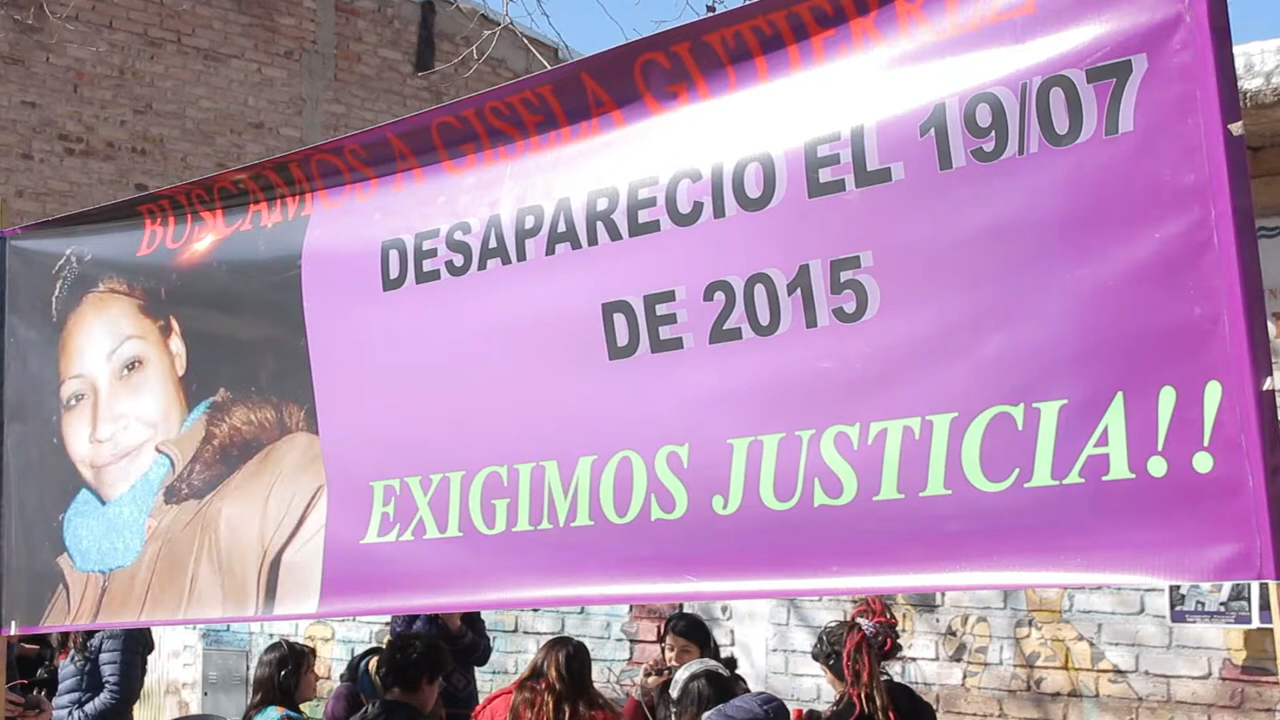 BUSCAMOS A GISELA GUTIERREZ
DESAPARECIO EL 19/07
DE 2015
EXIGIMOS JUSTICIA!!